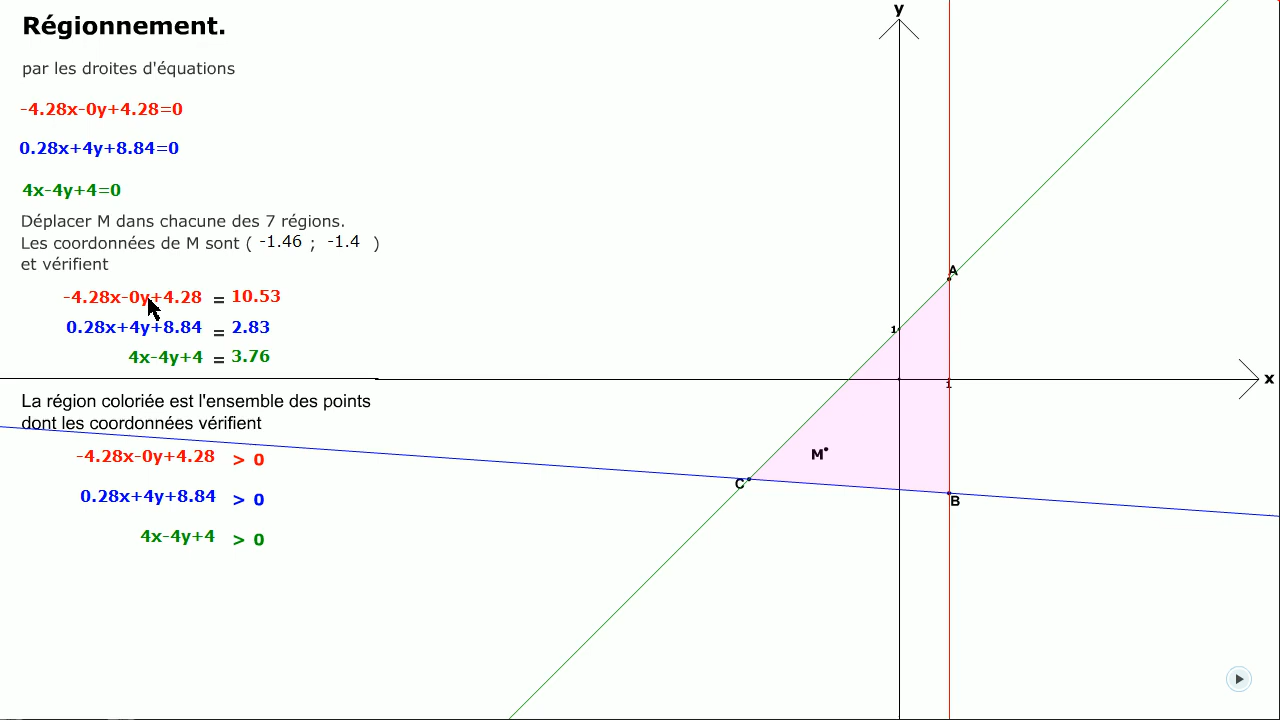 Régionnement.
par les droites d'équations
-4.28x-0y+4.28=0
0.28x+4y+8.84=0
4x-4y+4=0
Déplacer M dans chacune des 7 régions.
Les coordonnées de M sont ( -1.46 ; -1.4 )
et vérifient
-4.28x-0y+4.28 = 10.53
0.28x+4y+8.84 = 2.83
4x-4y+4 = 3.76
La région coloriée est l'ensemble des points
dont les coordonnées vérifient
-4.28x-0y+4.28 > 0
0.28x+4y+8.84 > 0
4x-4y+4 > 0
y
A
1
x
1
M
C
B